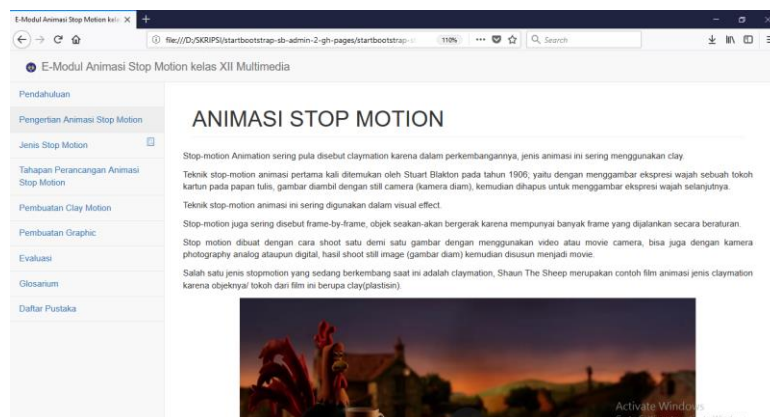 E-Modul Animasi Stop Motion kela
file:///D:/SKRIPSI/startbootstrap-sb-admin-2-gh-pages/startbootstrap-
110%
Search
E-Modul Animasi Stop Motion kelas XII Multimedia
Pendahuluan
Pengertian Animasi Stop Motion
Jenis Stop Motion
Tahapan Perancangan Animasi
Stop Motion
Pembuatan Clay Motion
Pembuatan Graphic
Evaluasi
Glosarium
Daftar Pustaka
ANIMASI STOP MOTION
Stop-motion Animation sering pula disebut claymation karena dalam perkembangannya, jenis animasi ini sering menggunakan clay.
Teknik stop-motion animasi pertama kali ditemukan oleh Stuart Blakton pada tahun 1906; yaitu dengan menggambar ekspresi wajah sebuah tokoh
kartun pada papan tulis, gambar diambil dengan still camera (kamera diam), kemudian dihapus untuk menggambar ekspresi wajah selanjutnya.
Teknik stop-motion animasi ini sering digunakan dalam visual effect.
Stop-motion juga sering disebut frame-by-frame, objek seakan-akan bergerak karena mempunyai banyak frame yang dijalankan secara beraturan.
Stop motion dibuat dengan cara shoot satu demi satu gambar dengan menggunakan video atau movie camera, bisa juga dengan kamera
photography analog ataupun digital, hasil shoot still image (gambar diam) kemudian disusun menjadi movie.
Salah satu jenis stopmotion yang sedang berkembang saat ini adalah claymation, Shaun The Sheep merupakan contoh film animasi jenis claymation
karena objeknya/ tokoh dari film ini berupa clay(plastisin).
Activate Windows